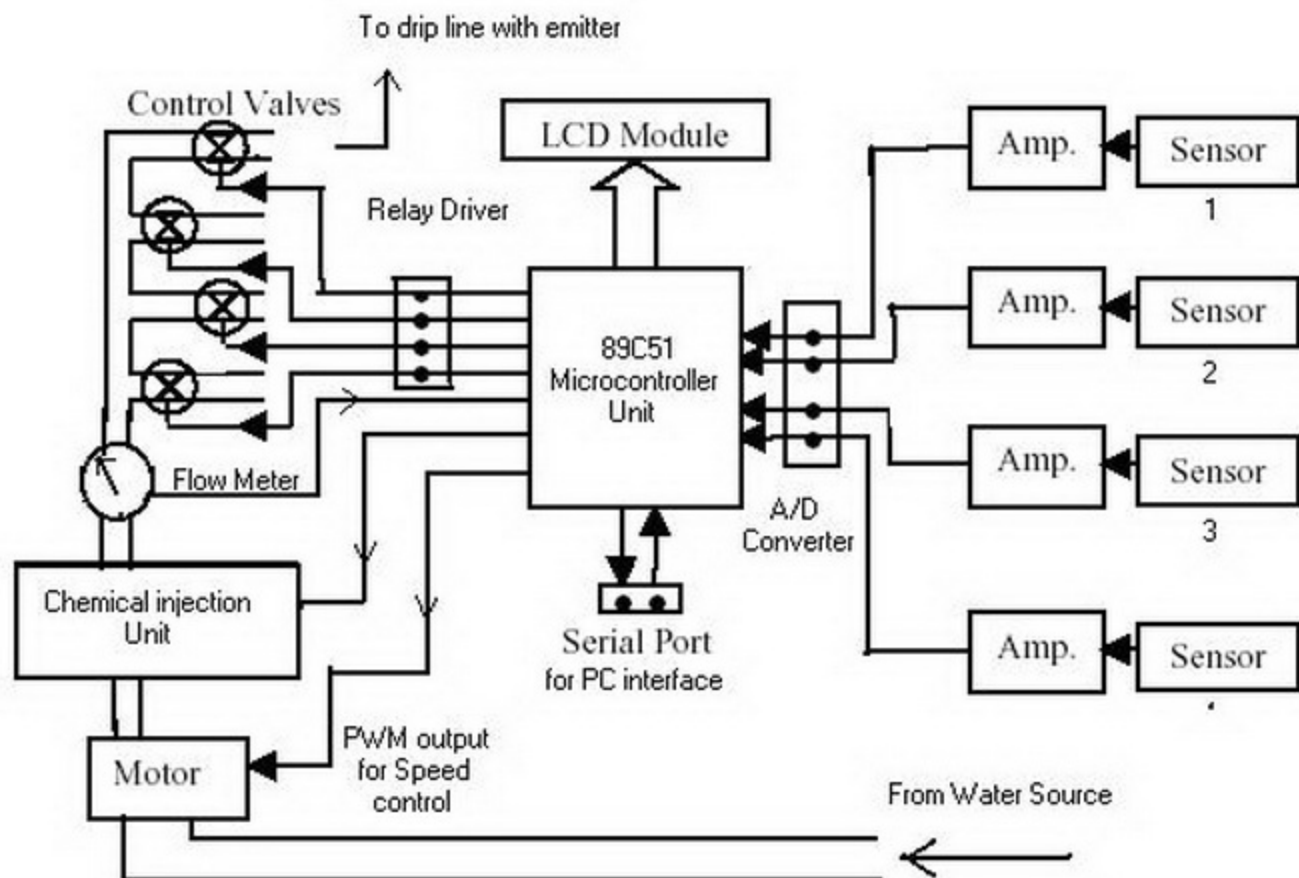 To drip line with emitter
Control Valves
LCD Module
Amp.
Sensor
1
Relay Driver
Amp.
Sensor
2
89C51
Microcontroller
Unit
Amp.
Sensor
3
Flow Meter
A/D
Converter
Chemical injection
Unit
Serial Port
for PC interface
Amp.
Sensor
Motor
PWM output
for Speed
control
From Water Source